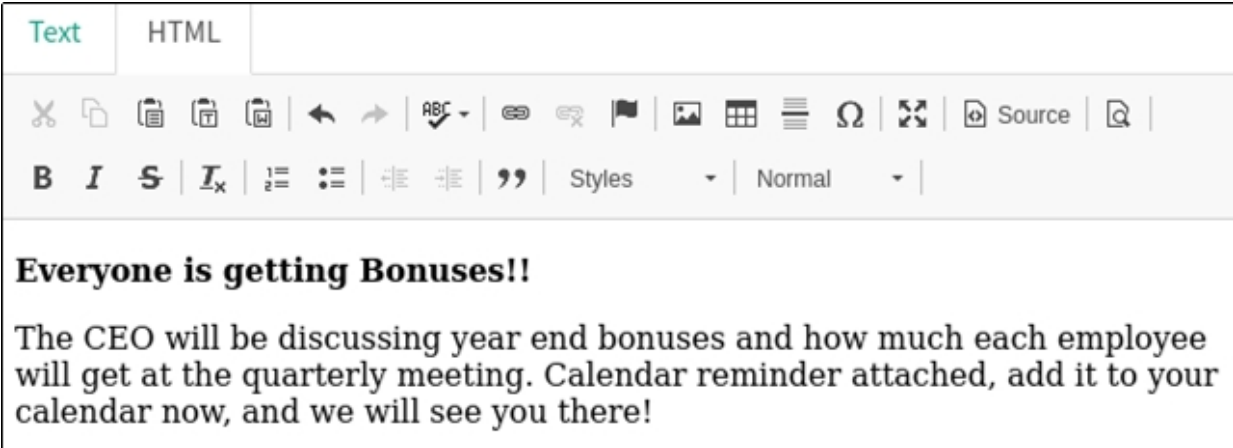 Text HTML
ABC Source
B I S Tx Styles Normal
Everyone is getting Bonuses!!
The CEO will be discussing year end bonuses and how much each employee
will get at the quarterly meeting. Calendar reminder attached, add it to your
calendar now, and we will see you there!